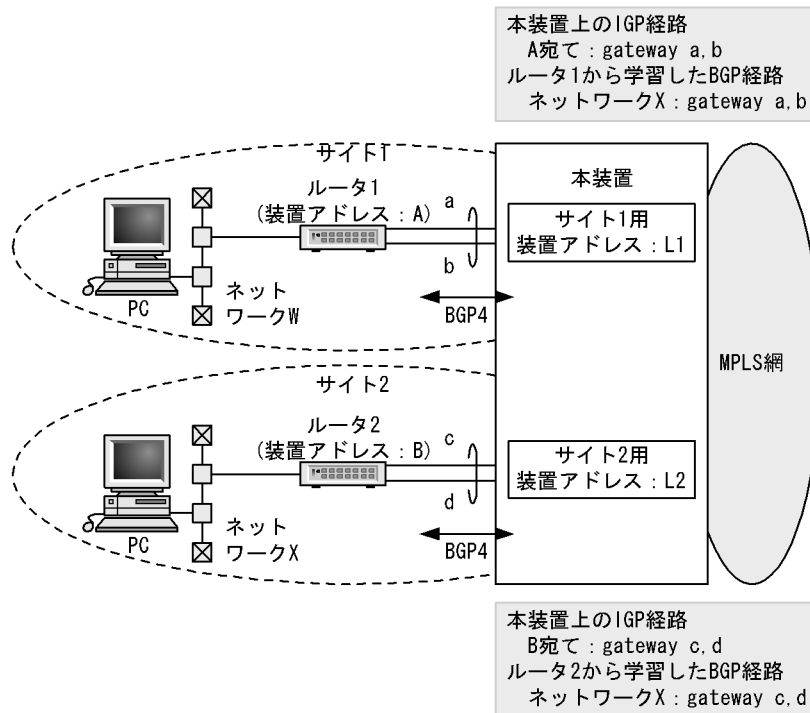 本装置上のIGP経路
A宛て：gateway a,b
ルータ1から学習したBGP経路
ネットワークX：gateway a,b
サイト1
本装置
ルータ1
(装置アドレス：A)
a
サイト1用
装置アドレス：L1
b
ネット
ワークW
PC
BGP4
MPLS網
サイト2
ルータ2
(装置アドレス：B)
c
サイト2用
装置アドレス：L2
d
ネット
ワークX
PC
BGP4
本装置上のIGP経路
B宛て：gateway c,d
ルータ2から学習したBGP経路
ネットワークX：gateway c,d